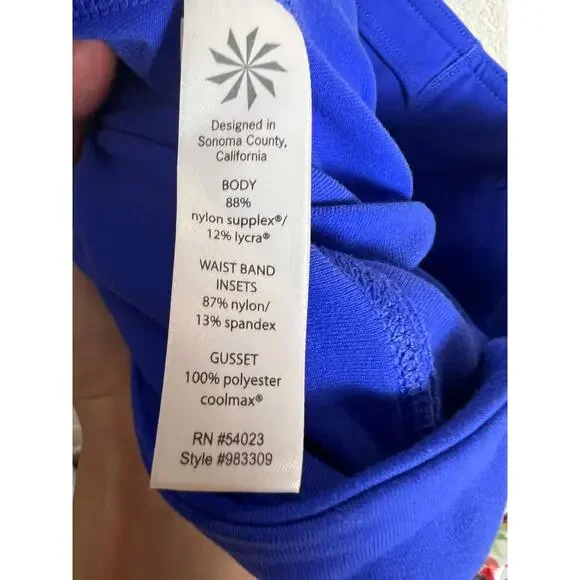 Designed in
Sonoma County,
California
BODY
88%
nylon supplex®/
12% lycra®
WAIST BAND
INSETS
87% nylon/
13% spandex
GUSSET
100% polyester
coolmax®
RN #54023
Style #983309